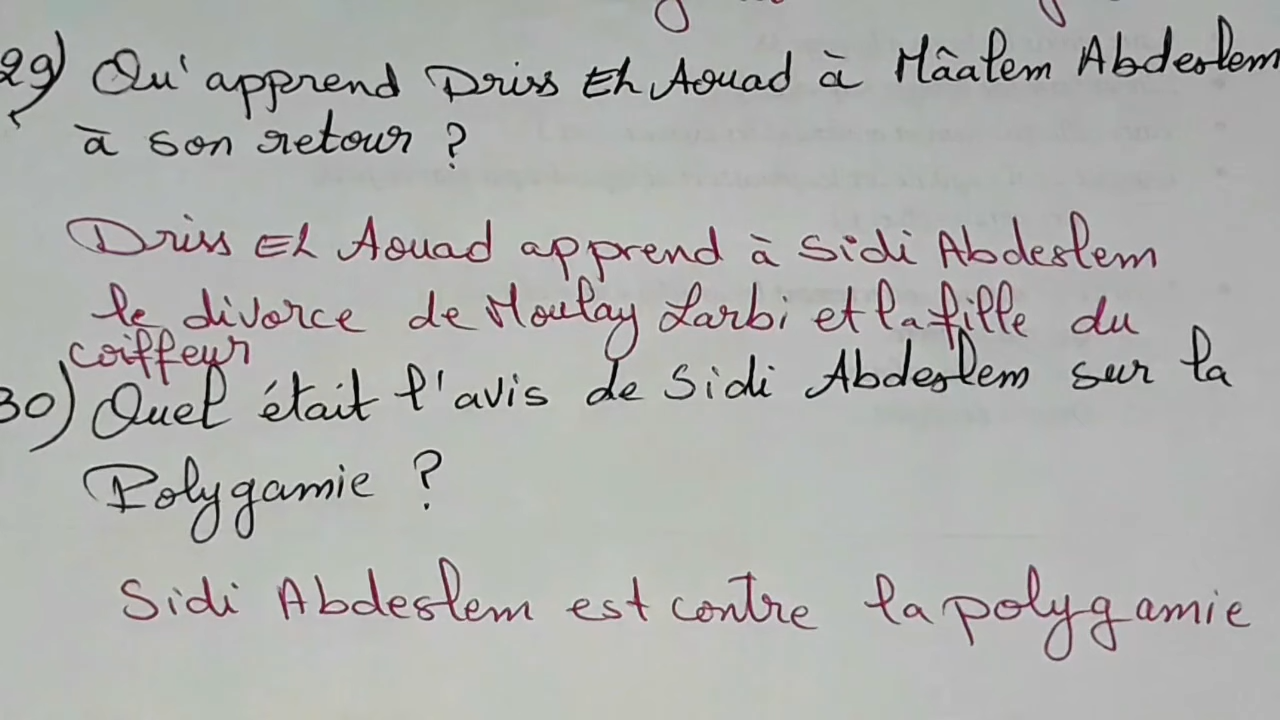 29) Qu'apprend Driss El Aouad à Mâalem Abdeslem
à son retour ?
Driss El Aouad apprend à Sidi Abdeslem
le divorce de Moulay Larbi et la fille du
coiffeur
30) Quel était l'avis de Sidi Abdeslem sur la
Polygamie ?
Sidi Abdeslem est contre la polygamie